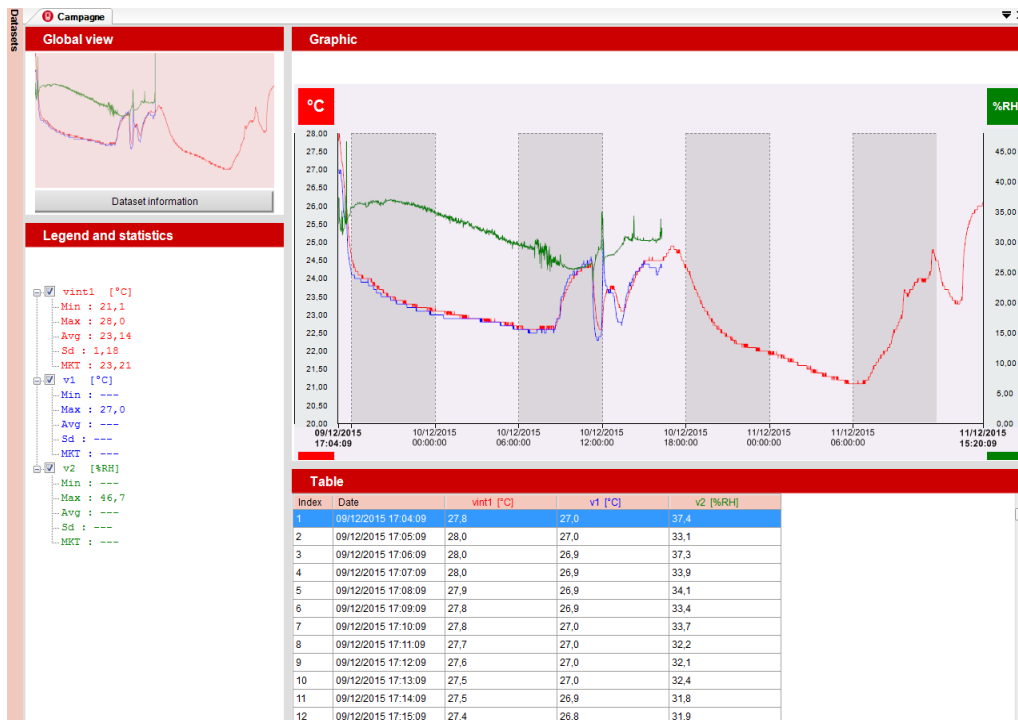 Datasets
Campagne
Global view
Dataset information
Legend and statistics
vint1 [°C]
Min : 21,1
Max : 28,0
Avg : 23,14
Sd : 1,18
MKT : 23,21
v1 [°C]
Min : ---
Max : 27,0
Avg : ---
Sd : ---
MKT : ---
v2 [%RH]
Min : ---
Max : 46,7
Avg : ---
Sd : ---
MKT : ---
Graphic
°C
%RH
28,00
27,50
26,50
26,00
25,50
25,00
24,50
24,00
23,50
23,00
22,50
22,00
21,50
21,00
20,50
20,00
45,00
40,00
35,00
30,00
25,00
20,00
15,00
10,00
5,00
0,00
09/12/2015 10/12/2015 10/12/2015 10/12/2015 10/12/2015 11/12/2015 11/12/2015 11/12/2015
17:04:09 00:00:00 06:00:00 12:00:00 18:00:00 00:00:00 06:00:00 15:20:09
Table
Index Date vint1 [°C] v1 [°C] v2 [%RH]
1 09/12/2015 17:04:09 27,8 27,0 37,4
2 09/12/2015 17:05:09 28,0 27,0 33,1
3 09/12/2015 17:06:09 28,0 26,9 37,3
4 09/12/2015 17:07:09 28,0 26,9 33,9
5 09/12/2015 17:08:09 27,9 26,9 34,1
6 09/12/2015 17:09:09 27,8 26,9 33,4
7 09/12/2015 17:10:09 27,8 27,0 33,7
8 09/12/2015 17:11:09 27,7 27,0 32,2
9 09/12/2015 17:12:09 27,6 27,0 32,1
10 09/12/2015 17:13:09 27,5 27,0 32,4
11 09/12/2015 17:14:09 27,5 26,9 31,8
12 09/12/2015 17:15:09 27,4 26,8 31,9